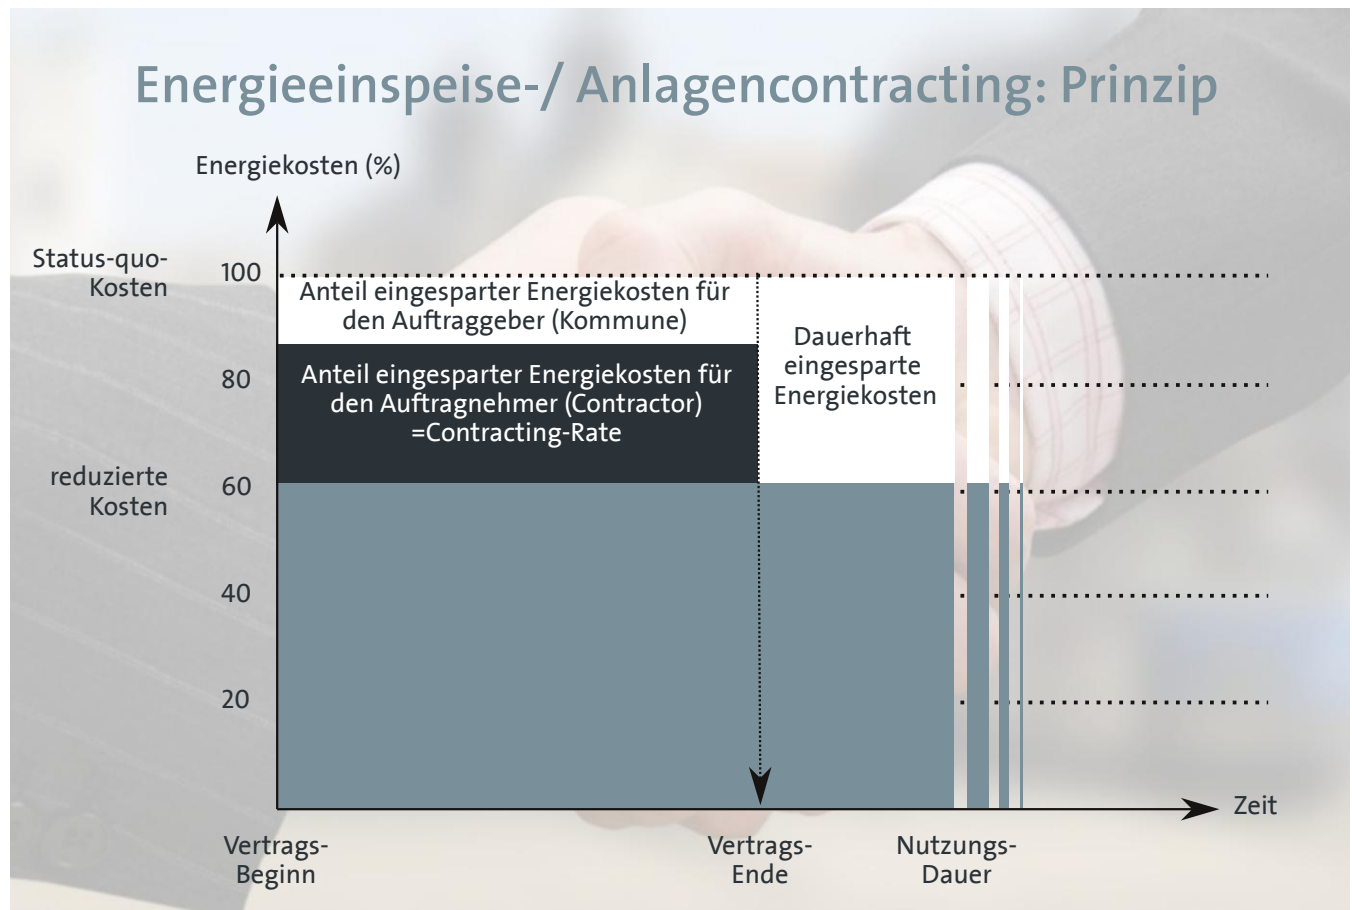 Energieeinspeise-/ Anlagencontracting: Prinzip
Energiekosten (%)
Status-quo-
Kosten
100
Anteil eingesparter Energiekosten für
den Auftraggeber (Kommune)
Dauerhaft
eingesparte
Energiekosten
80
Anteil eingesparter Energiekosten für
den Auftragnehmer (Contractor)
=Contracting-Rate
reduzierte
Kosten
60
40
20
Zeit
Vertrags-
Beginn
Vertrags-
Ende
Nutzungs-
Dauer